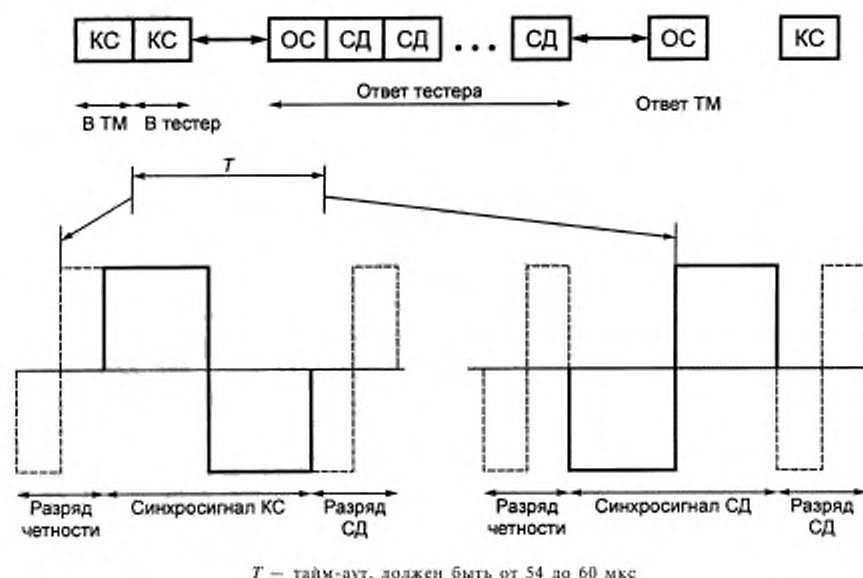 КС КС ОС СД СД ... СД ОС КС
В ТМ В тестер Ответ тестера Ответ ТМ
T
Разряд четности Синхросигнал КС Разряд СД Разряд четности Синхросигнал СД Разряд СД
T — тайм-аут, должен быть от 54 до 60 мкс